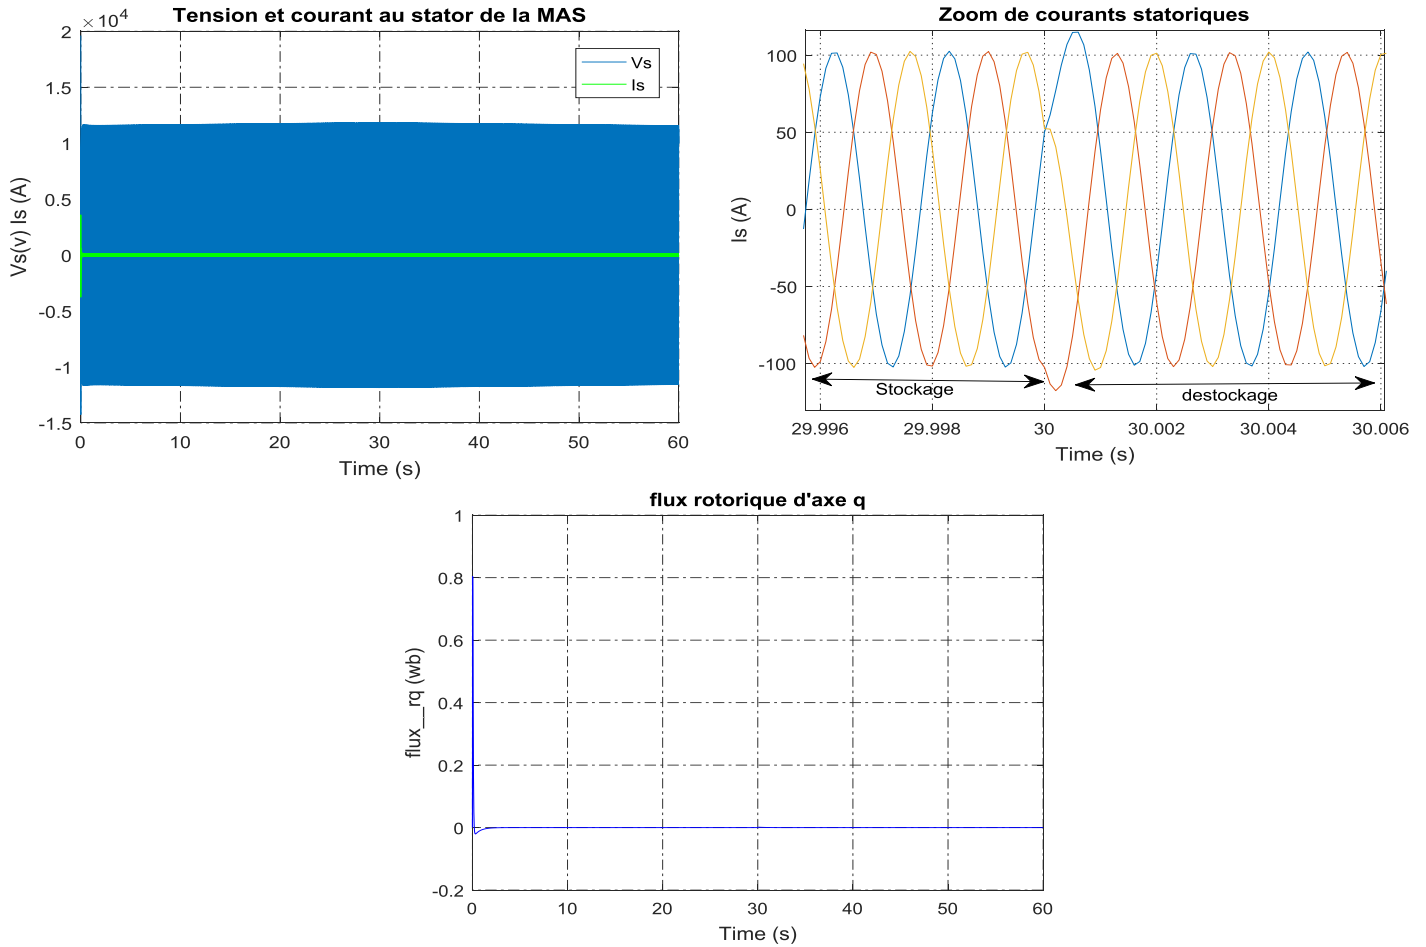 Tension et courant au stator de la MAS
×10⁴
2
1.5
1
0.5
0
-0.5
-1
-1.5
Vs(v) Is (A)
Vs
Is
0 10 20 30 40 50 60
Time (s)
Zoom de courants statoriques
100
50
0
-50
-100
Is (A)
Stockage
destockage
29.996 29.998 30 30.002 30.004 30.006
Time (s)
flux rotorique d'axe q
1
0.8
0.6
0.4
0.2
0
-0.2
flux__rq (wb)
0 10 20 30 40 50 60
Time (s)